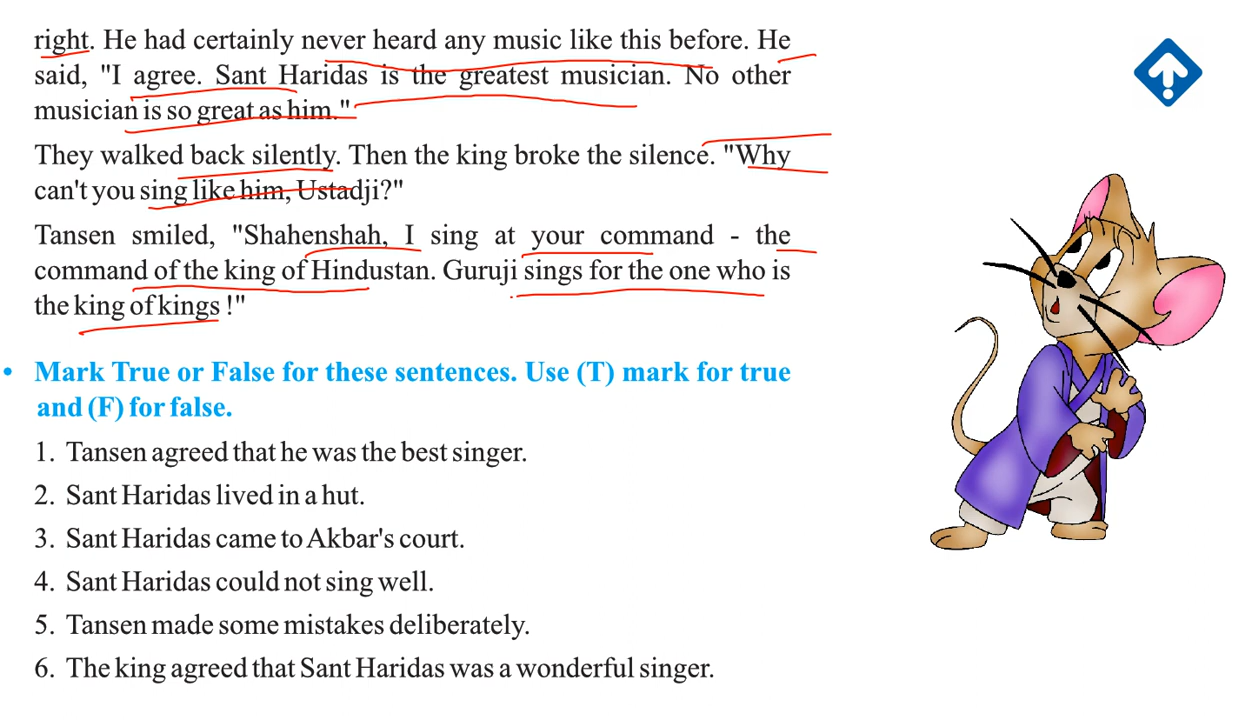 right. He had certainly never heard any music like this before. He
said, "I agree. Sant Haridas is the greatest musician. No other
musician is so great as him."
They walked back silently. Then the king broke the silence. "Why
can't you sing like him, Ustadji?"
Tansen smiled, "Shahenshah, I sing at your command - the
command of the king of Hindustan. Guruji sings for the one who is
the king of kings !"
• Mark True or False for these sentences. Use (T) mark for true
and (F) for false.
1. Tansen agreed that he was the best singer.
2. Sant Haridas lived in a hut.
3. Sant Haridas came to Akbar's court.
4. Sant Haridas could not sing well.
5. Tansen made some mistakes deliberately.
6. The king agreed that Sant Haridas was a wonderful singer.